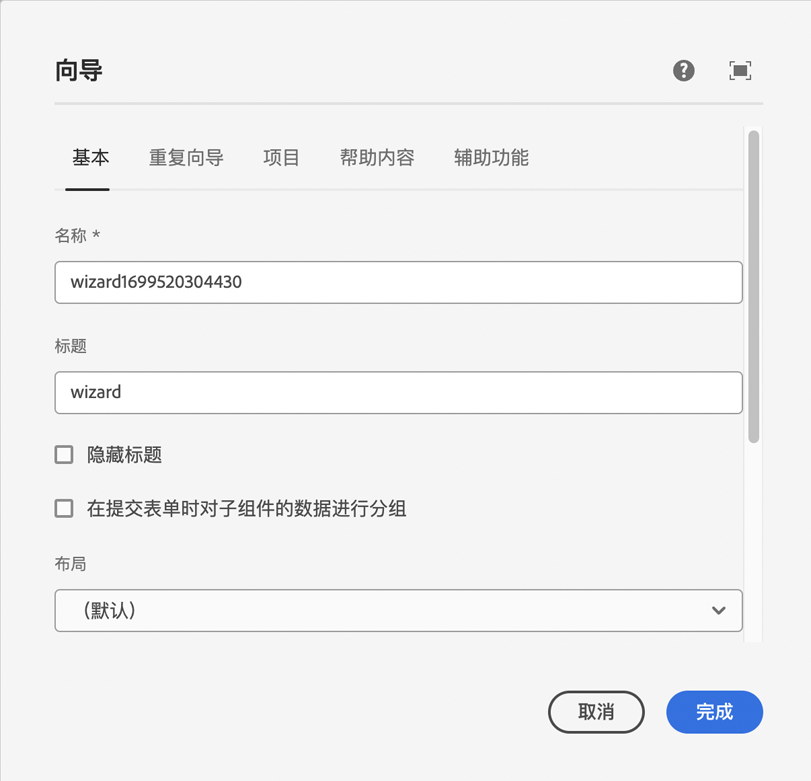 向导
基本 重复向导 项目 帮助内容 辅助功能
名称 *
wizard1699520304430
标题
wizard
隐藏标题
在提交表单时对子组件的数据进行分组
布局
（默认）
取消 完成